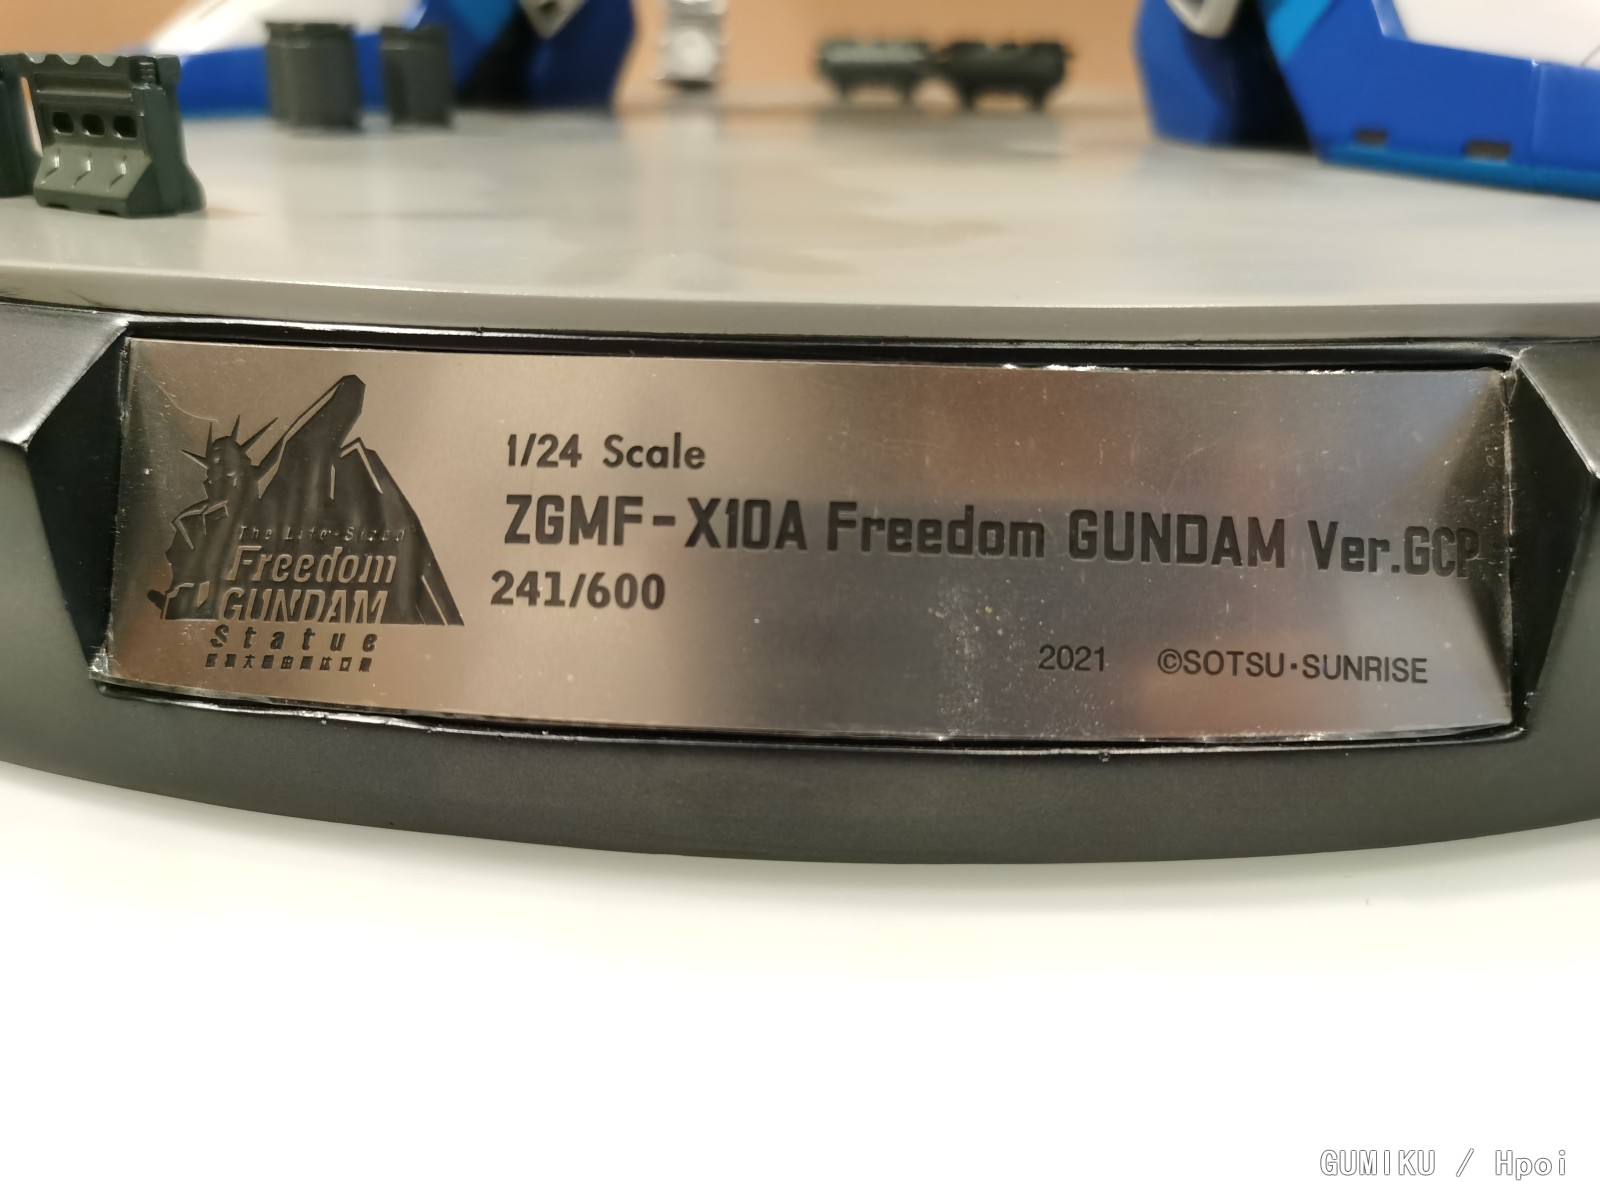 The Life-Sized
Freedom
GUNDAM
Statue
1/24 Scale
ZGMF-X10A Freedom GUNDAM Ver.GCP
241/600
2021 ©SOTSU・SUNRISE
GUMIKU / Hpoi